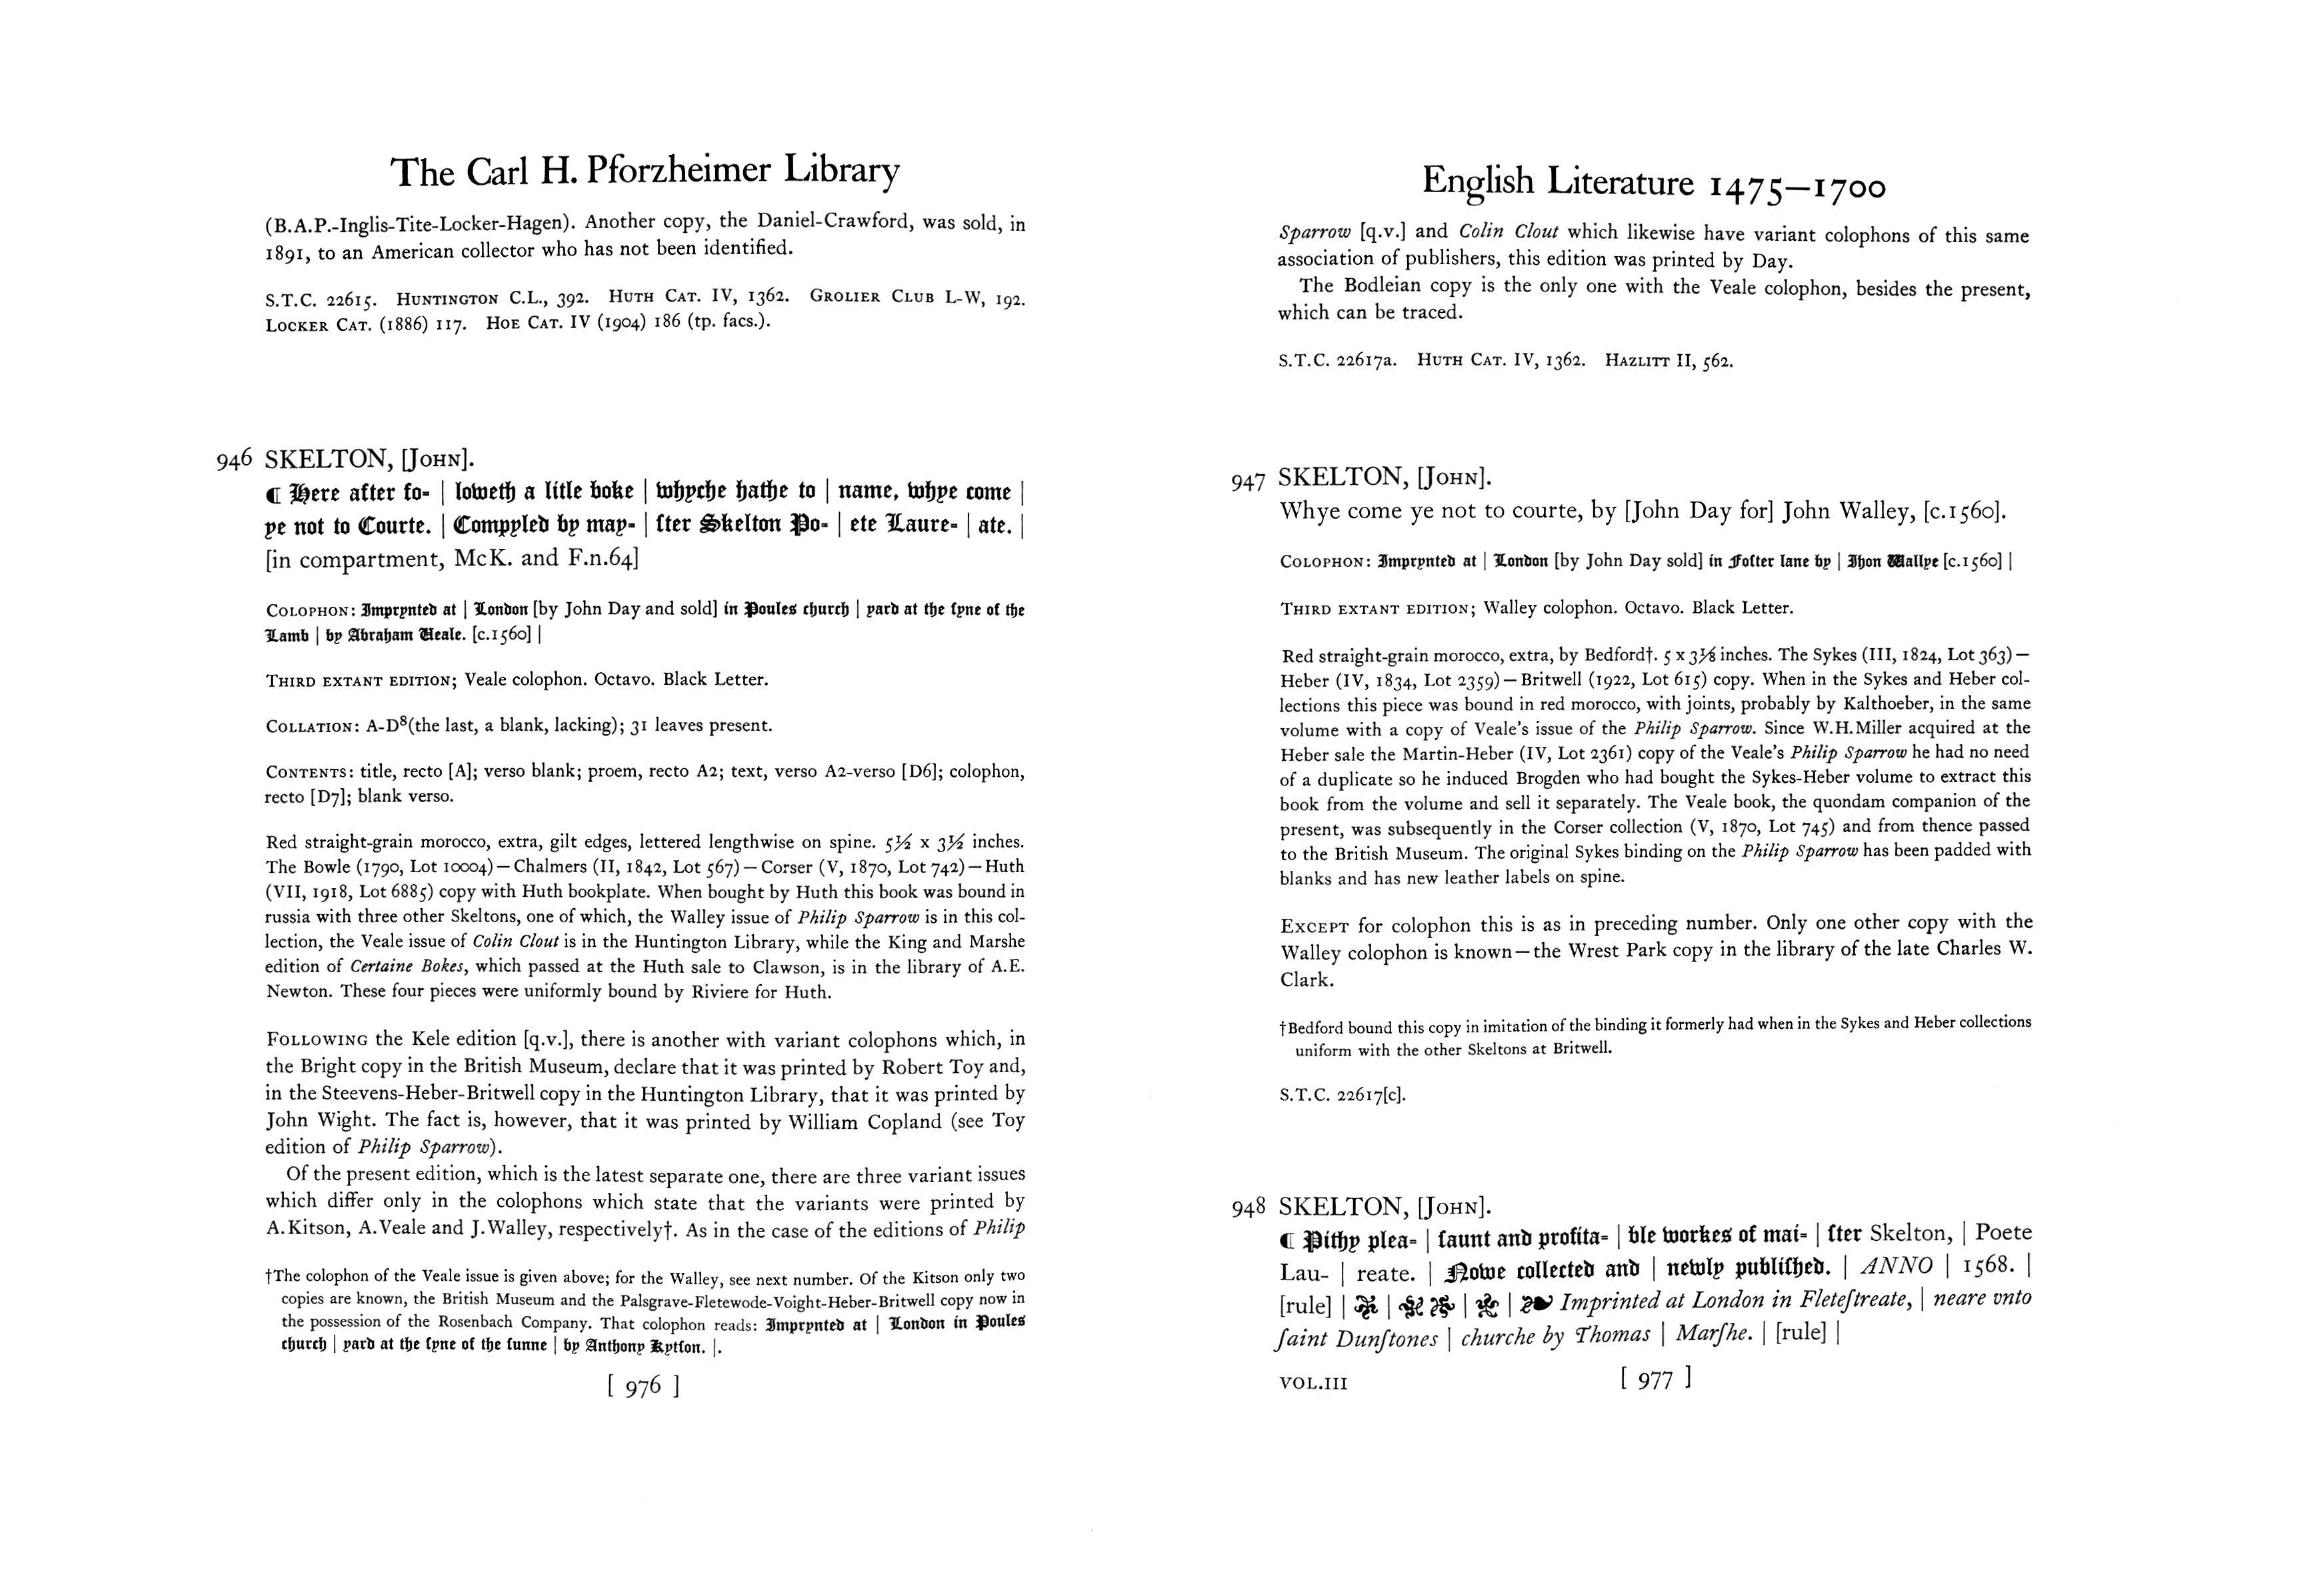 The Carl H. Pforzheimer Library
(B.A.P.-Inglis-Tite-Locker-Hagen). Another copy, the Daniel-Crawford, was sold, in
1891, to an American collector who has not been identified.
S.T.C. 22615. Huntington C.L., 392. Huth Cat. IV, 1362. Grolier Club L-W, 192.
Locker Cat. (1886) 117. Hoe Cat. IV (1904) 186 (tp. facs.).
946 SKELTON, [John].
¶ Here after fo- | loweth a litle boke | whyche hathe to | name, whye come |
ye not to Courte. | Compyled by may- | ſter Skelton Po- | ete Laure- | ate. |
[in compartment, McK. and F.n.64]
Colophon: Imprynted at | London [by John Day and sold] in Poules church | yard at the ſyne of the
Lamb | by Abraham Veale. [c.1560] |
Third extant edition; Veale colophon. Octavo. Black Letter.
Collation: A-D⁸(the last, a blank, lacking); 31 leaves present.
Contents: title, recto [A]; verso blank; proem, recto A2; text, verso A2-verso [D6]; colophon,
recto [D7]; blank verso.
Red straight-grain morocco, extra, gilt edges, lettered lengthwise on spine. 5½ x 3½ inches.
The Bowle (1790, Lot 10004)—Chalmers (II, 1842, Lot 567)—Corser (V, 1870, Lot 742)—Huth
(VII, 1918, Lot 6885) copy with Huth bookplate. When bought by Huth this book was bound in
russia with three other Skeltons, one of which, the Walley issue of Philip Sparrow is in this col-
lection, the Veale issue of Colin Clout is in the Huntington Library, while the King and Marshe
edition of Certaine Bokes, which passed at the Huth sale to Clawson, is in the library of A.E.
Newton. These four pieces were uniformly bound by Riviere for Huth.
Following the Kele edition [q.v.], there is another with variant colophons which, in
the Bright copy in the British Museum, declare that it was printed by Robert Toy and,
in the Steevens-Heber-Britwell copy in the Huntington Library, that it was printed by
John Wight. The fact is, however, that it was printed by William Copland (see Toy
edition of Philip Sparrow).
Of the present edition, which is the latest separate one, there are three variant issues
which differ only in the colophons which state that the variants were printed by
A.Kitson, A.Veale and J.Walley, respectively†. As in the case of the editions of Philip
†The colophon of the Veale issue is given above; for the Walley, see next number. Of the Kitson only two
copies are known, the British Museum and the Palsgrave-Fletewode-Voight-Heber-Britwell copy now in
the possession of the Rosenbach Company. That colophon reads: Imprynted at | London in Poules
church | yard at the ſyne of the ſunne | by Anthony Kytſon. |.
[ 976 ]
English Literature 1475—1700
Sparrow [q.v.] and Colin Clout which likewise have variant colophons of this same
association of publishers, this edition was printed by Day.
The Bodleian copy is the only one with the Veale colophon, besides the present,
which can be traced.
S.T.C. 22617a. Huth Cat. IV, 1362. Hazlitt II, 562.
947 SKELTON, [John].
Whye come ye not to courte, by [John Day for] John Walley, [c.1560].
Colophon: Imprynted at | London [by John Day sold] in Foſter lane by | Jhon Wallye [c.1560] |
Third extant edition; Walley colophon. Octavo. Black Letter.
Red straight-grain morocco, extra, by Bedford†. 5 x 3⅛ inches. The Sykes (III, 1824, Lot 363)—
Heber (IV, 1834, Lot 2359)—Britwell (1922, Lot 615) copy. When in the Sykes and Heber col-
lections this piece was bound in red morocco, with joints, probably by Kalthoeber, in the same
volume with a copy of Veale's issue of the Philip Sparrow. Since W.H.Miller acquired at the
Heber sale the Martin-Heber (IV, Lot 2361) copy of the Veale's Philip Sparrow he had no need
of a duplicate so he induced Brogden who had bought the Sykes-Heber volume to extract this
book from the volume and sell it separately. The Veale book, the quondam companion of the
present, was subsequently in the Corser collection (V, 1870, Lot 745) and from thence passed
to the British Museum. The original Sykes binding on the Philip Sparrow has been padded with
blanks and has new leather labels on spine.
Except for colophon this is as in preceding number. Only one other copy with the
Walley colophon is known—the Wrest Park copy in the library of the late Charles W.
Clark.
†Bedford bound this copy in imitation of the binding it formerly had when in the Sykes and Heber collections
uniform with the other Skeltons at Britwell.
S.T.C. 22617[c].
948 SKELTON, [John].
¶ Pithy plea- | ſaunt and profita- | ble workes of mai- | ſter Skelton, | Poete
Lau- | reate. | Nowe collected and | newly publiſhed. | ANNO | 1568. |
[rule] | | | | Imprinted at London in Fleteſtreate, | neare vnto
ſaint Dunſtones | churche by Thomas | Marſhe. | [rule] |
VOL.III [ 977 ]